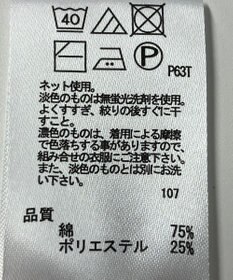 40
P
P63T
ネット使用。
淡色のものは無蛍光洗剤を使用。
よくすすぎ、絞りの後すぐに干
すこと。
濃色のものは、着用による摩擦
で色落ちする事がありますので、
組み合せの衣服にご注意下さい。
また、淡色のものとは別にお洗
い下さい。
107
品質
綿 75%
ポリエステル 25%